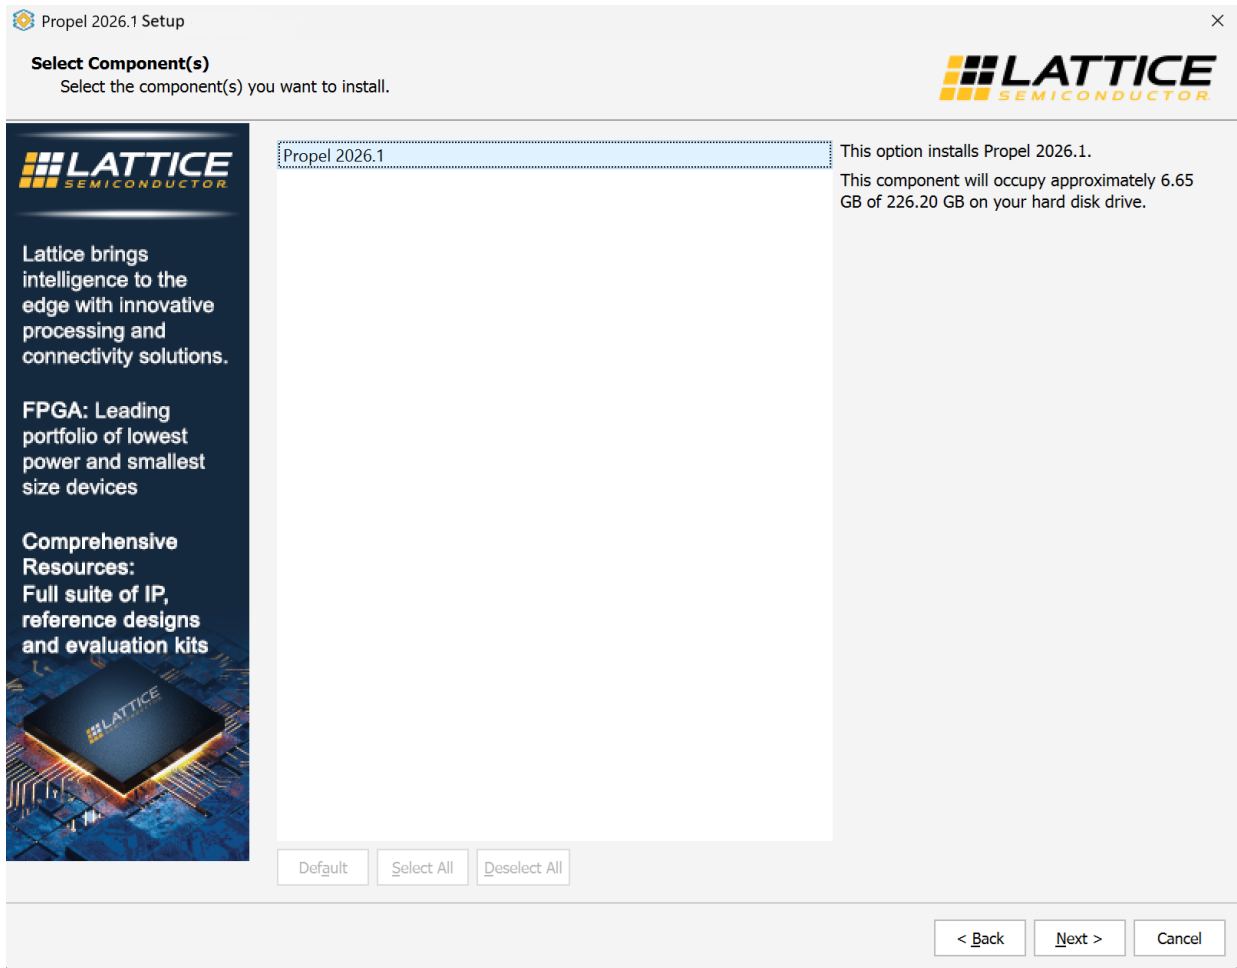 Propel 2026.1 Setup
Select Component(s)
Select the component(s) you want to install.
LATTICE
SEMICONDUCTOR
LATTICE
SEMICONDUCTOR
Lattice brings
intelligence to the
edge with innovative
processing and
connectivity solutions.
FPGA: Leading
portfolio of lowest
power and smallest
size devices
Comprehensive
Resources:
Full suite of IP,
reference designs
and evaluation kits
LATTICE
SEMICONDUCTOR
Propel 2026.1
This option installs Propel 2026.1.
This component will occupy approximately 6.65
GB of 226.20 GB on your hard disk drive.
Default
Select All
Deselect All
< Back
Next >
Cancel